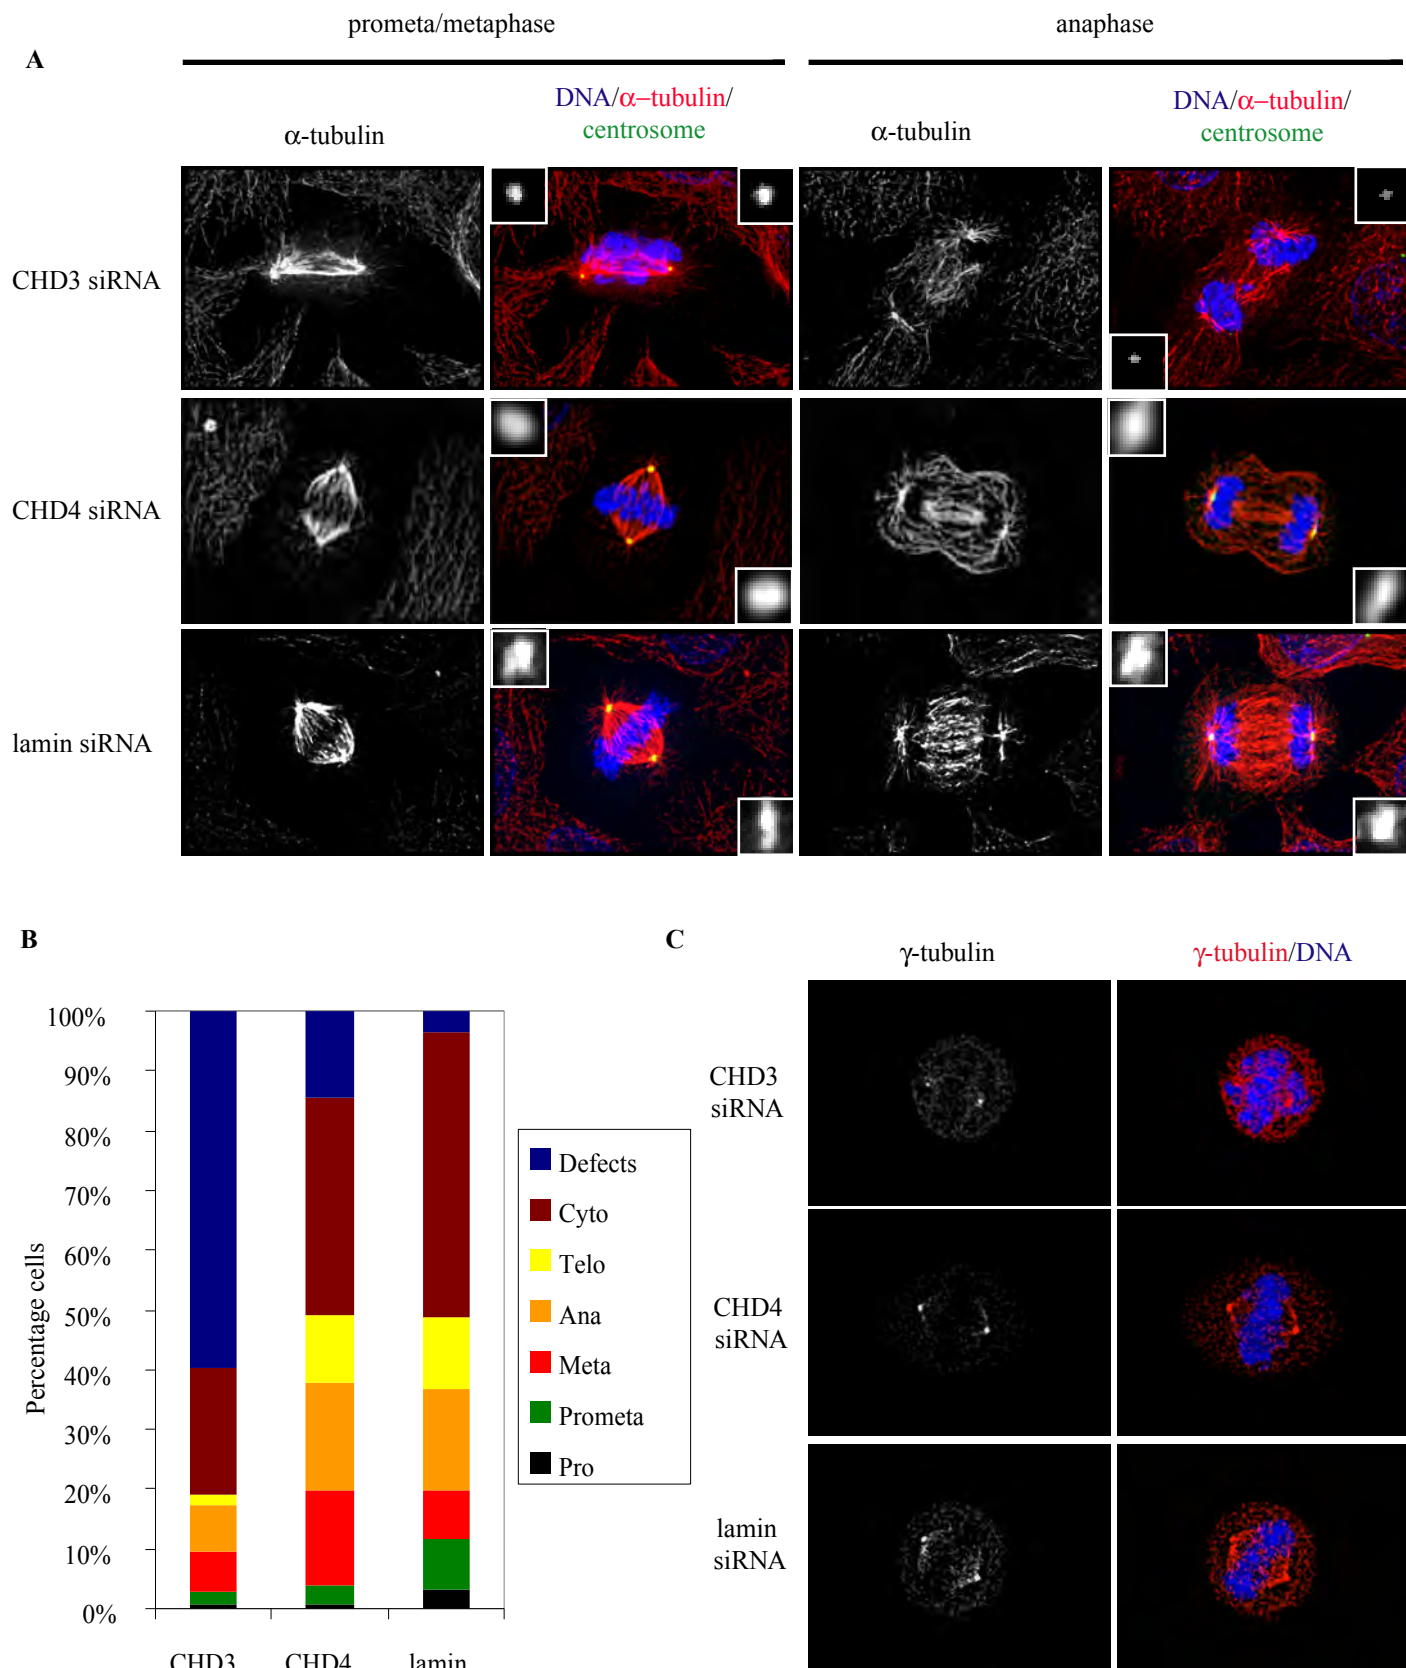 prometa/metaphase
anaphase
A
α-tubulin
DNA/α–tubulin/
centrosome
α-tubulin
DNA/α–tubulin/
centrosome
CHD3 siRNA
CHD4 siRNA
lamin siRNA
B
Percentage cells
100%
90%
80%
70%
60%
50%
40%
30%
20%
10%
0%
CHD3
CHD4
lamin
Defects
Cyto
Telo
Ana
Meta
Prometa
Pro
C
γ-tubulin
γ-tubulin/DNA
CHD3
siRNA
CHD4
siRNA
lamin
siRNA